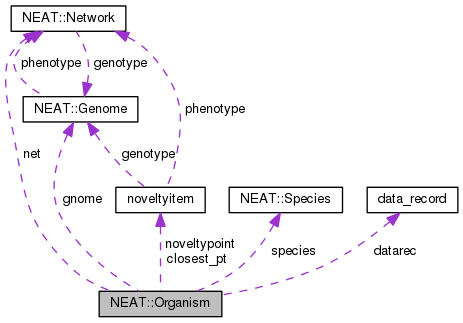 NEAT::Network
phenotype
genotype
NEAT::Genome
phenotype
net
genotype
gnome
noveltyitem
NEAT::Species
data_record
noveltypoint
closest_pt
species
datarec
NEAT::Organism